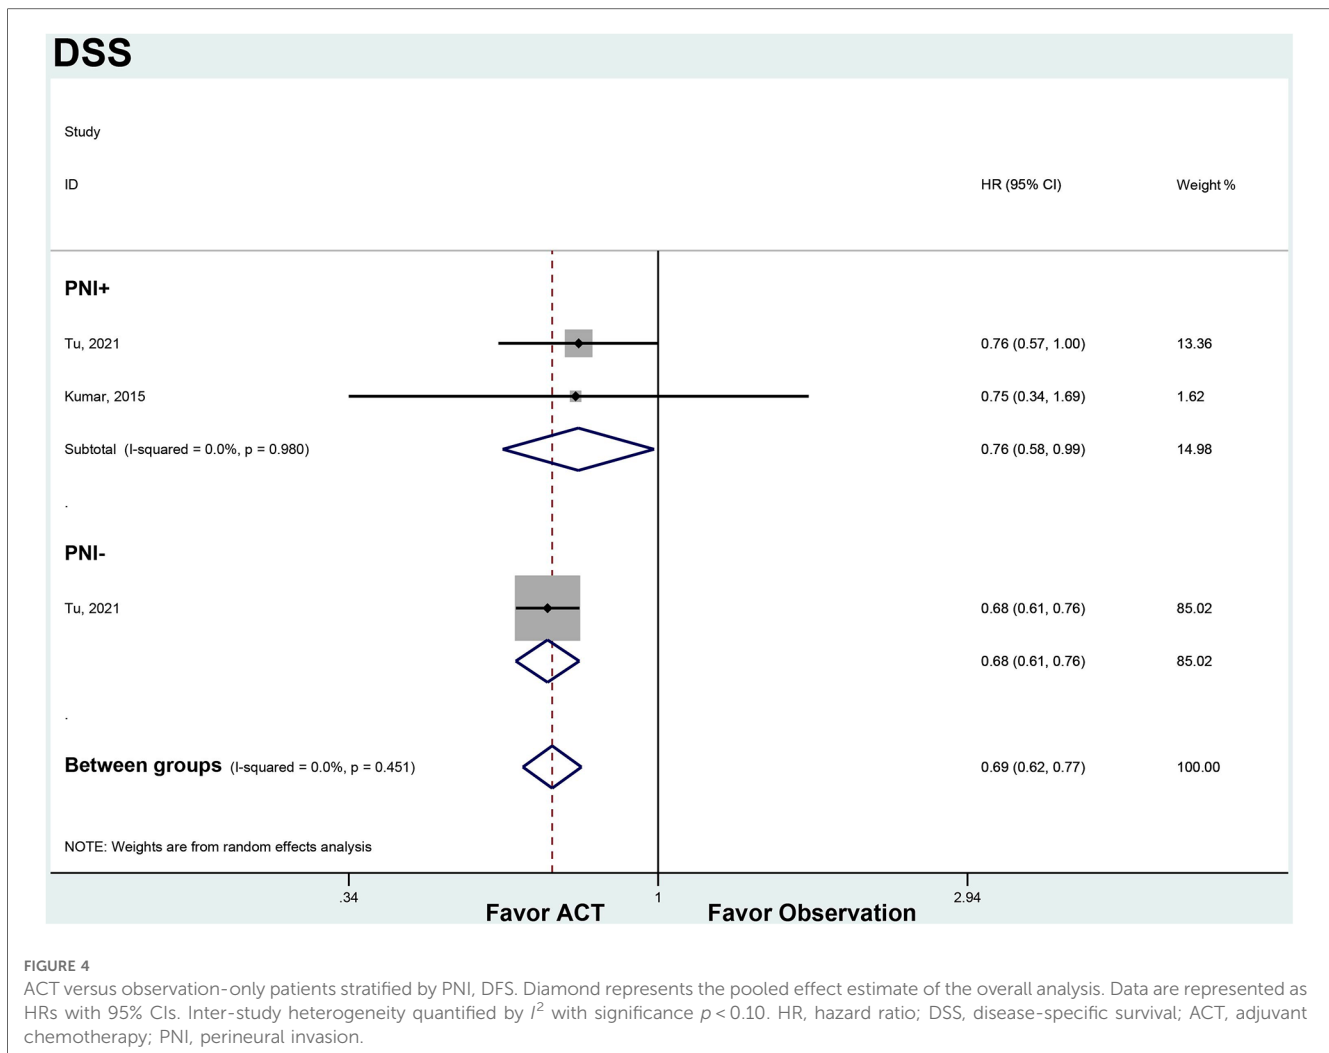 DSS
Study
ID HR (95% CI) Weight %
PNI+
Tu, 2021 0.76 (0.57, 1.00) 13.36
Kumar, 2015 0.75 (0.34, 1.69) 1.62
Subtotal (I-squared = 0.0%, p = 0.980) 0.76 (0.58, 0.99) 14.98
.
PNI-
Tu, 2021 0.68 (0.61, 0.76) 85.02
0.68 (0.61, 0.76) 85.02
.
Between groups (I-squared = 0.0%, p = 0.451) 0.69 (0.62, 0.77) 100.00
NOTE: Weights are from random effects analysis
.34 1 2.94
Favor ACT Favor Observation
FIGURE 4
ACT versus observation-only patients stratified by PNI, DFS. Diamond represents the pooled effect estimate of the overall analysis. Data are represented as
HRs with 95% CIs. Inter-study heterogeneity quantified by I² with significance p < 0.10. HR, hazard ratio; DSS, disease-specific survival; ACT, adjuvant
chemotherapy; PNI, perineural invasion.